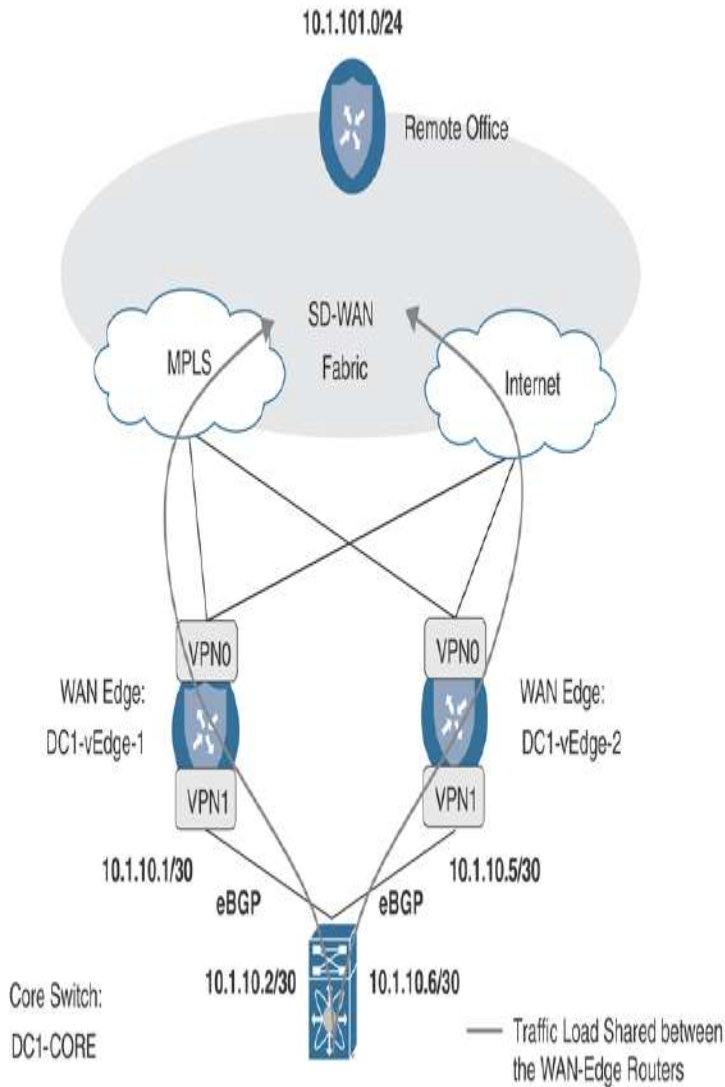 10.1.101.0/24
Remote Office
SD-WAN
Fabric
MPLS
Internet
VPN0
VPN0
WAN Edge:
DC1-vEdge-1
WAN Edge:
DC1-vEdge-2
VPN1
VPN1
10.1.10.1/30
10.1.10.5/30
eBGP
eBGP
10.1.10.2/30
10.1.10.6/30
Core Switch:
DC1-CORE
Traffic Load Shared between
the WAN-Edge Routers